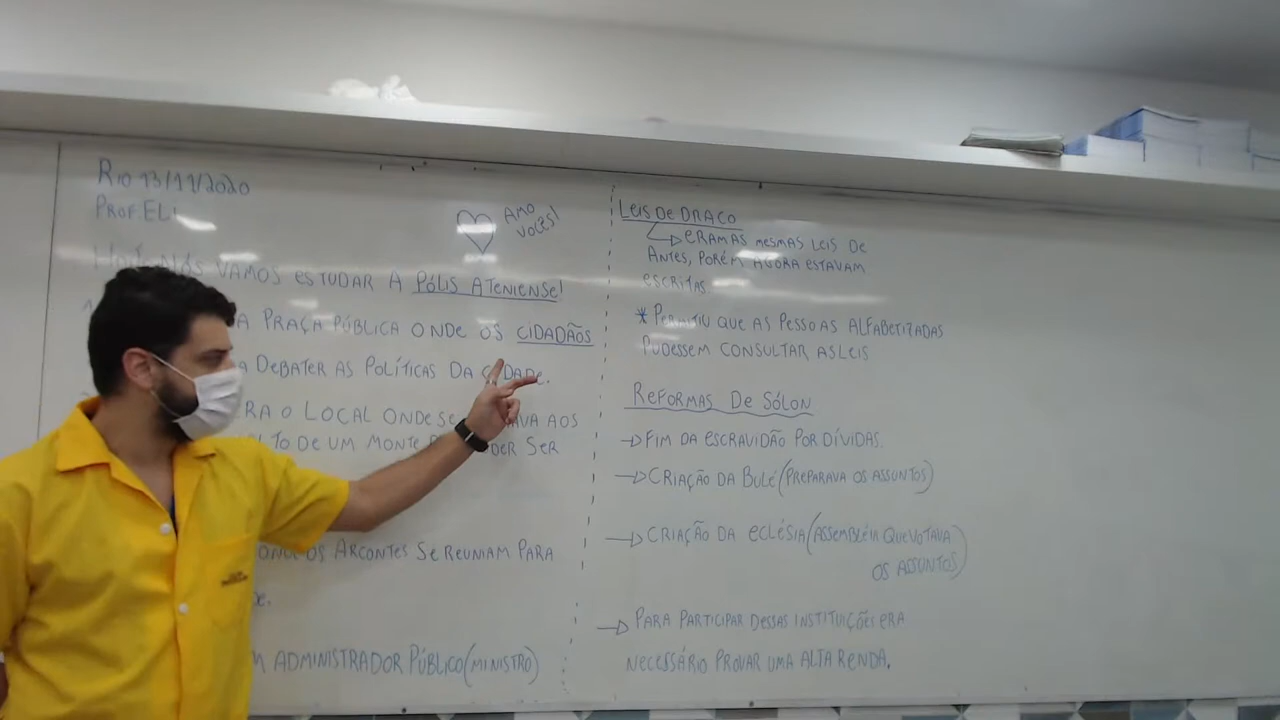 Rio 13/11/2020
PROF. ELI
AMO
VOCÊS!
HOJE NÓS VAMOS ESTUDAR A PÓLIS ATENIENSE!
A PRAÇA PÚBLICA ONDE OS CIDADÃOS
DEBATER AS POLÍTICAS DA CIDADE.
O LOCAL ONDE SE AOS
DE UM MONTE SER
ONDE OS ARCONTES SE REUNIAM PARA
ADMINISTRADOR PÚBLICO (MINISTRO)
LEIS DE DRACO
ERAM AS MESMAS LEIS DE
ANTES, PORÉM AGORA ESTAVAM
ESCRITAS
* PERMITIU QUE AS PESSOAS ALFABETIZADAS
PUDESSEM CONSULTAR AS LEIS
REFORMAS DE SÓLON
→ FIM DA ESCRAVIDÃO POR DÍVIDAS.
→ CRIAÇÃO DA BULÉ (PREPARAVA OS ASSUNTOS)
→ CRIAÇÃO DA ECLÉSIA (ASSEMBLÉIA QUE VOTAVA
OS ASSUNTOS)
→ PARA PARTICIPAR DESSAS INSTITUIÇÕES ERA
NECESSÁRIO PROVAR UMA ALTA RENDA.